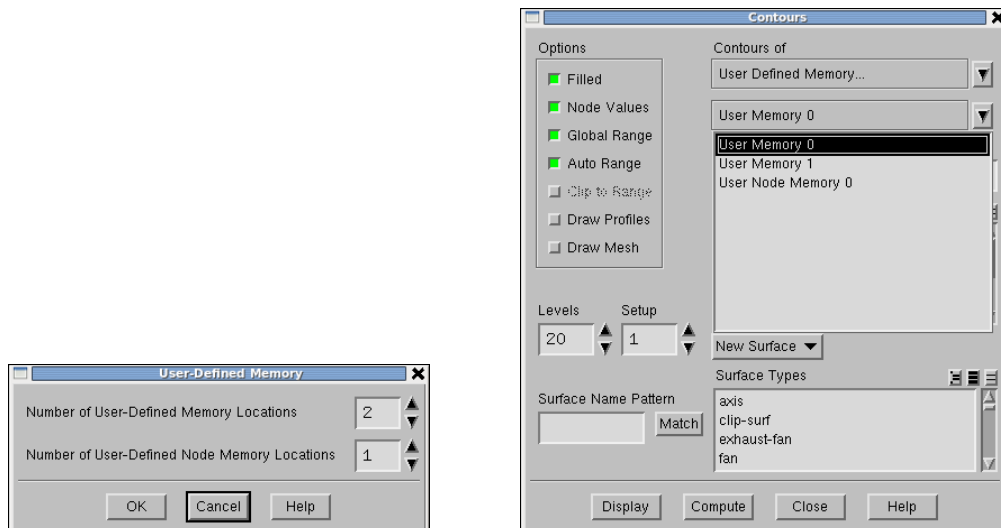 User-Defined Memory
Number of User-Defined Memory Locations 2
Number of User-Defined Node Memory Locations 1
OK Cancel Help
Contours
Options
Filled
Node Values
Global Range
Auto Range
Clip to Range
Draw Profiles
Draw Mesh
Contours of
User Defined Memory...
User Memory 0
User Memory 0
User Memory 1
User Node Memory 0
Levels Setup
20 1
New Surface
Surface Name Pattern
Match
Surface Types
axis
clip-surf
exhaust-fan
fan
Display Compute Close Help